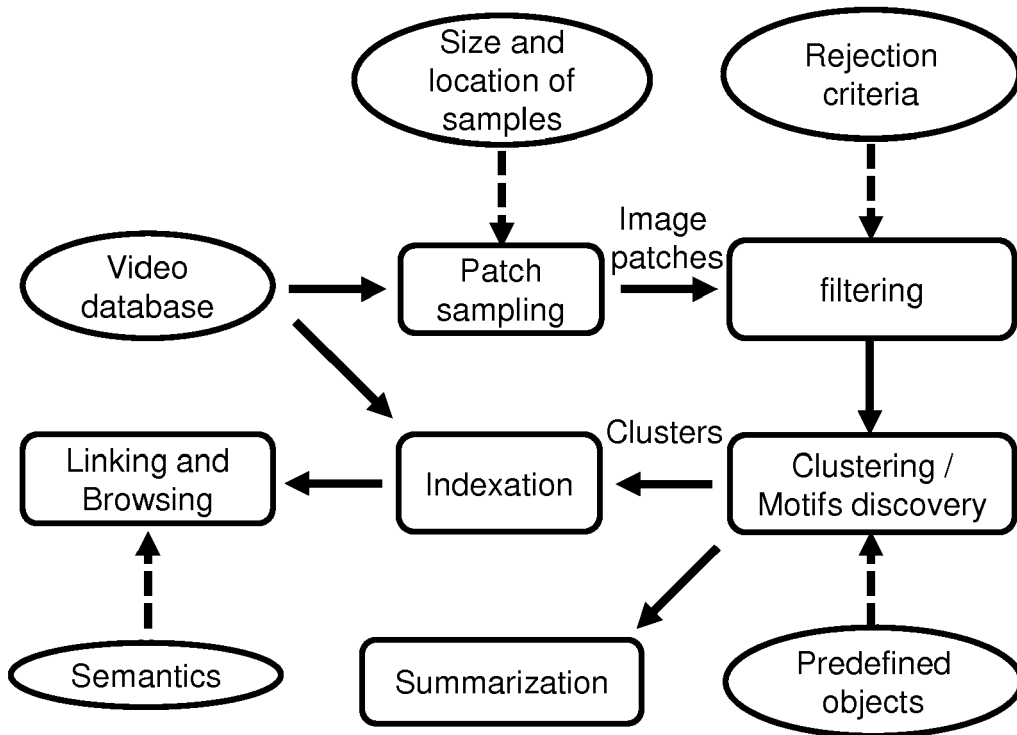 Size and
location of
samples
Rejection
criteria
Image
patches
Video
database
Patch
sampling
filtering
Clusters
Linking and
Browsing
Indexation
Clustering /
Motifs discovery
Semantics
Summarization
Predefined
objects